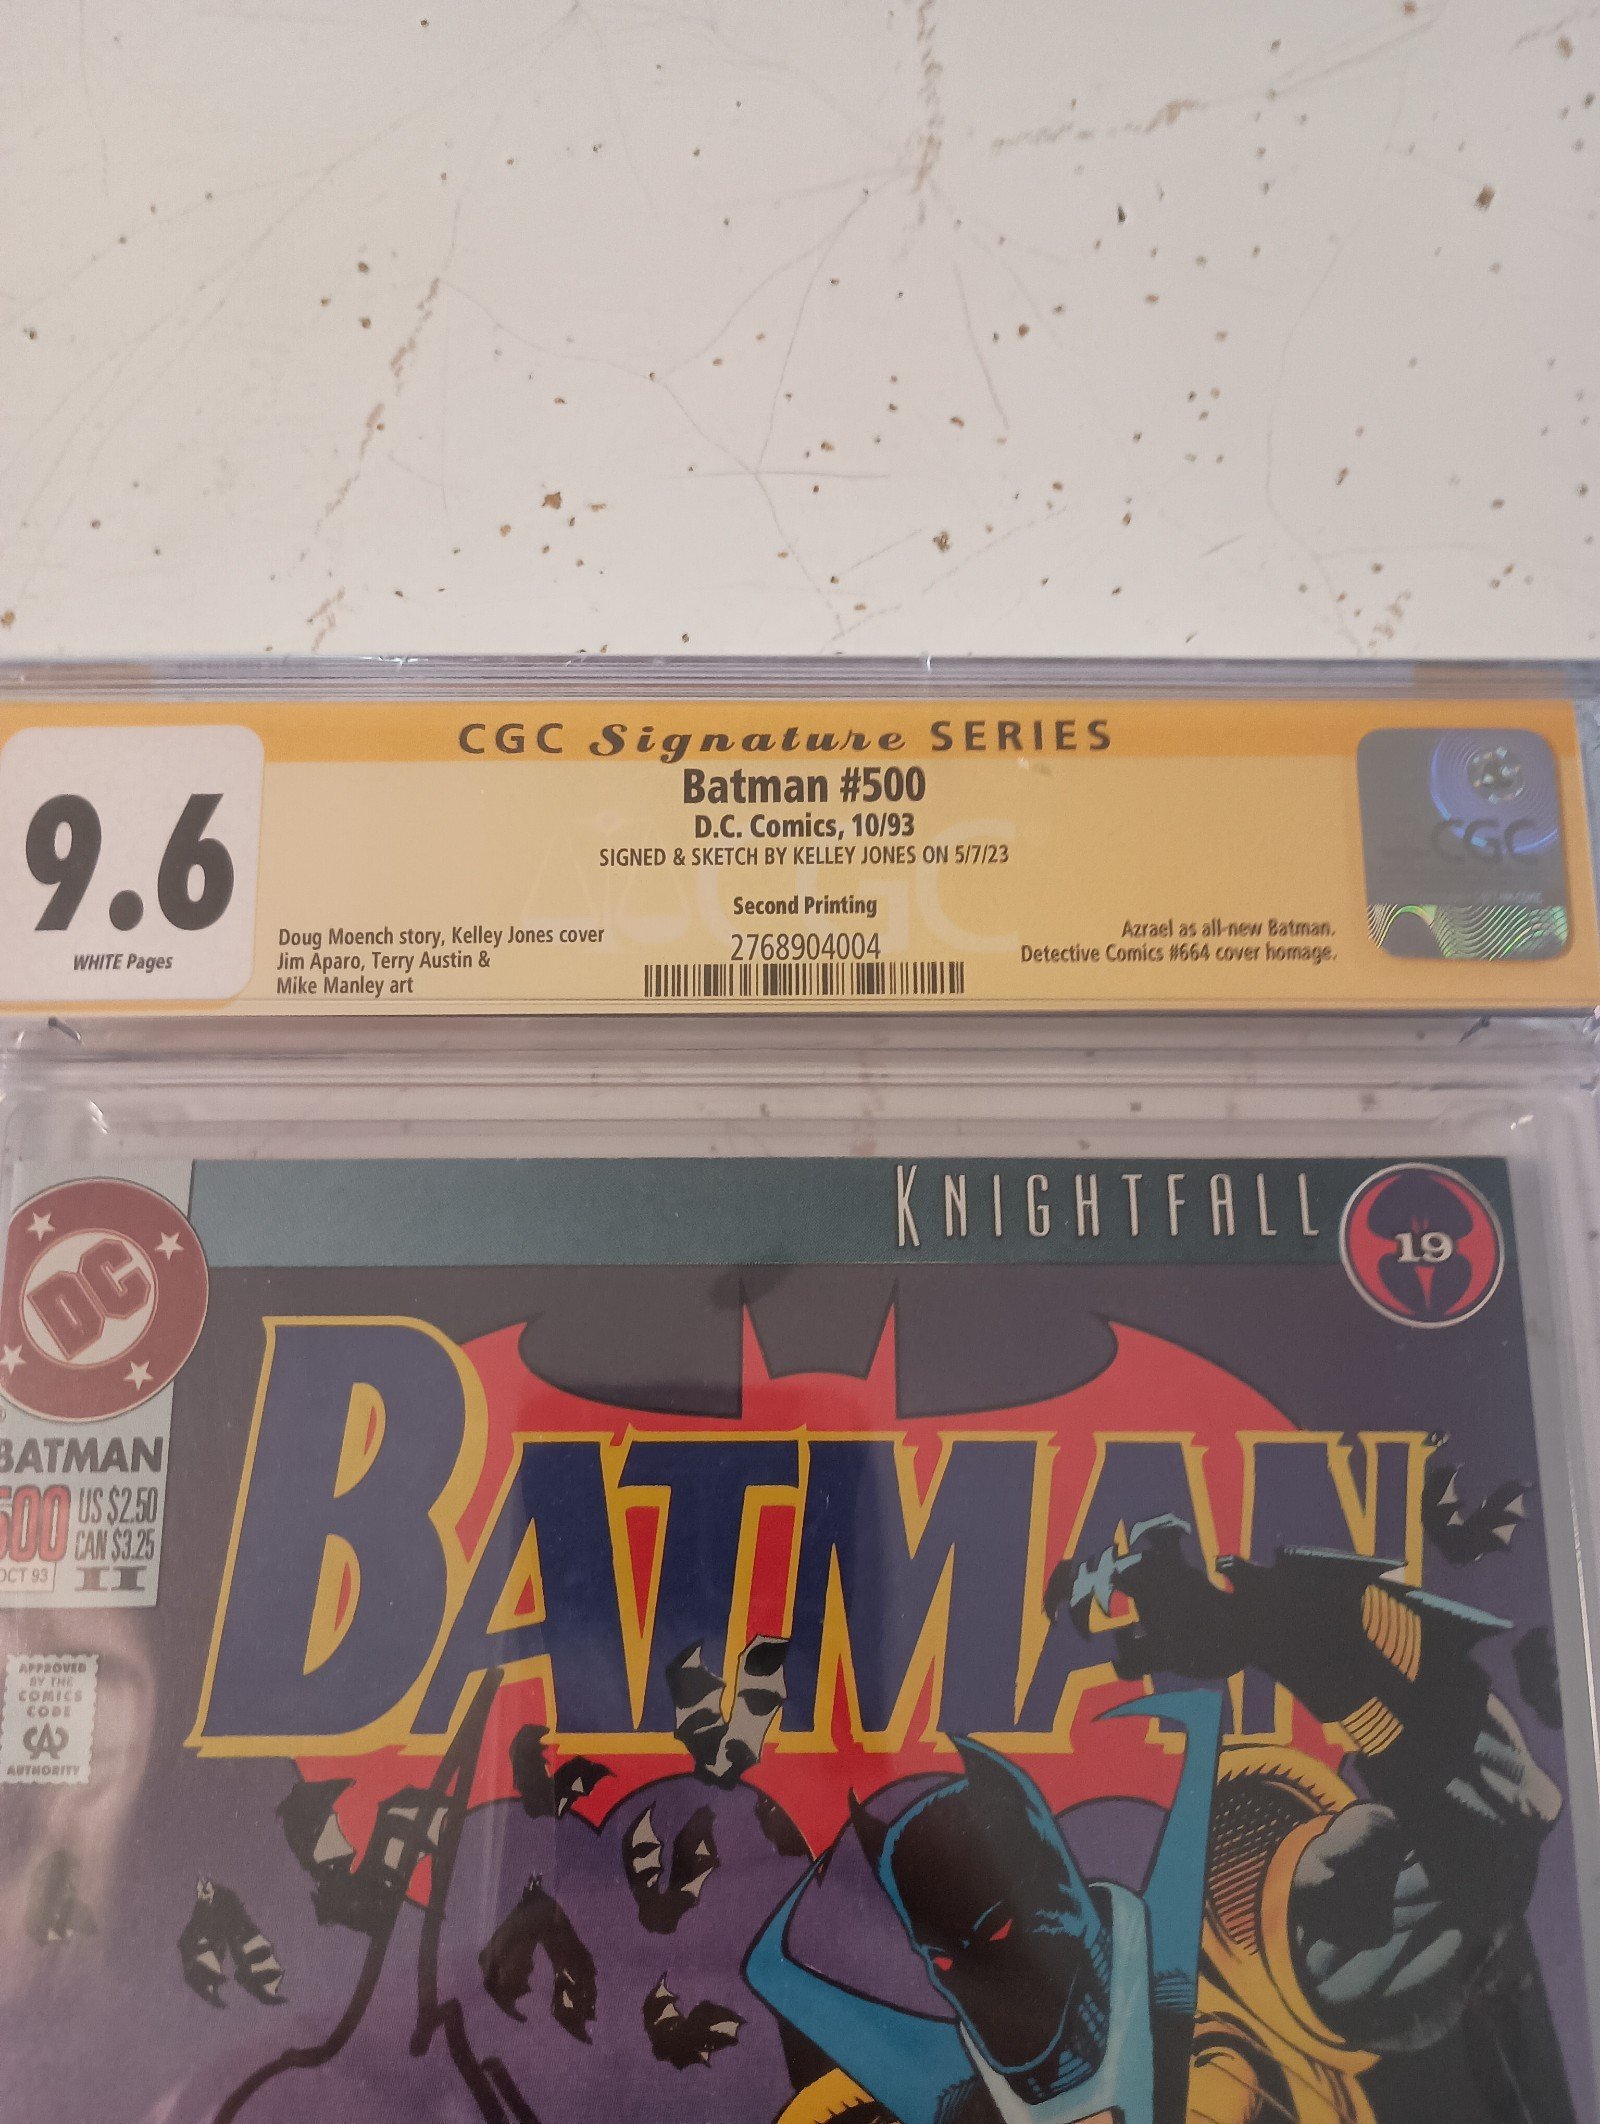 CGC Signature SERIES
9.6
WHITE Pages
Batman #500
D.C. Comics, 10/93
SIGNED & SKETCH BY KELLEY JONES ON 5/7/23
Second Printing
2768904004
Doug Moench story, Kelley Jones cover
Jim Aparo, Terry Austin &
Mike Manley art
Azrael as all-new Batman.
Detective Comics #664 cover homage.
CGC
CGC
KNIGHTFALL
19
DC
BATMAN
500
US $2.50
CAN $3.25
OCT 93
II
APPROVED
BY THE
COMICS
CODE
CA
AUTHORITY
BATMAN